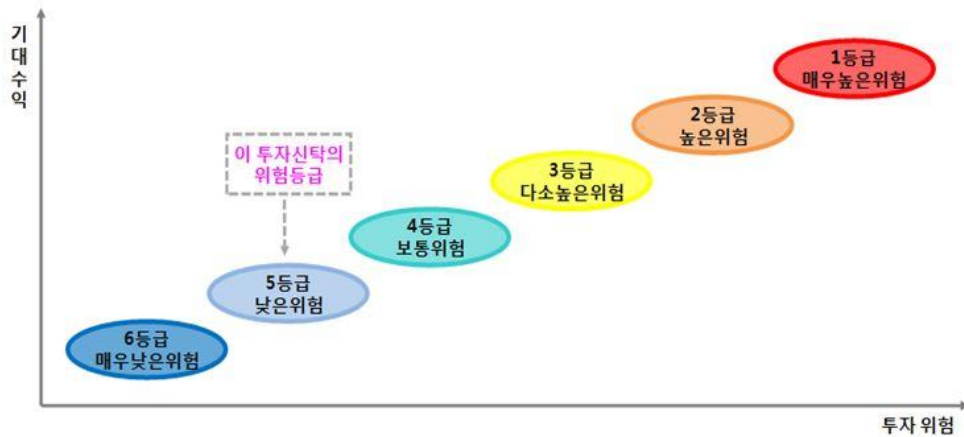 기대수익
1등급
매우높은위험
2등급
높은위험
이 투자신탁의
위험등급
3등급
다소높은위험
4등급
보통위험
5등급
낮은위험
6등급
매우낮은위험
투자 위험